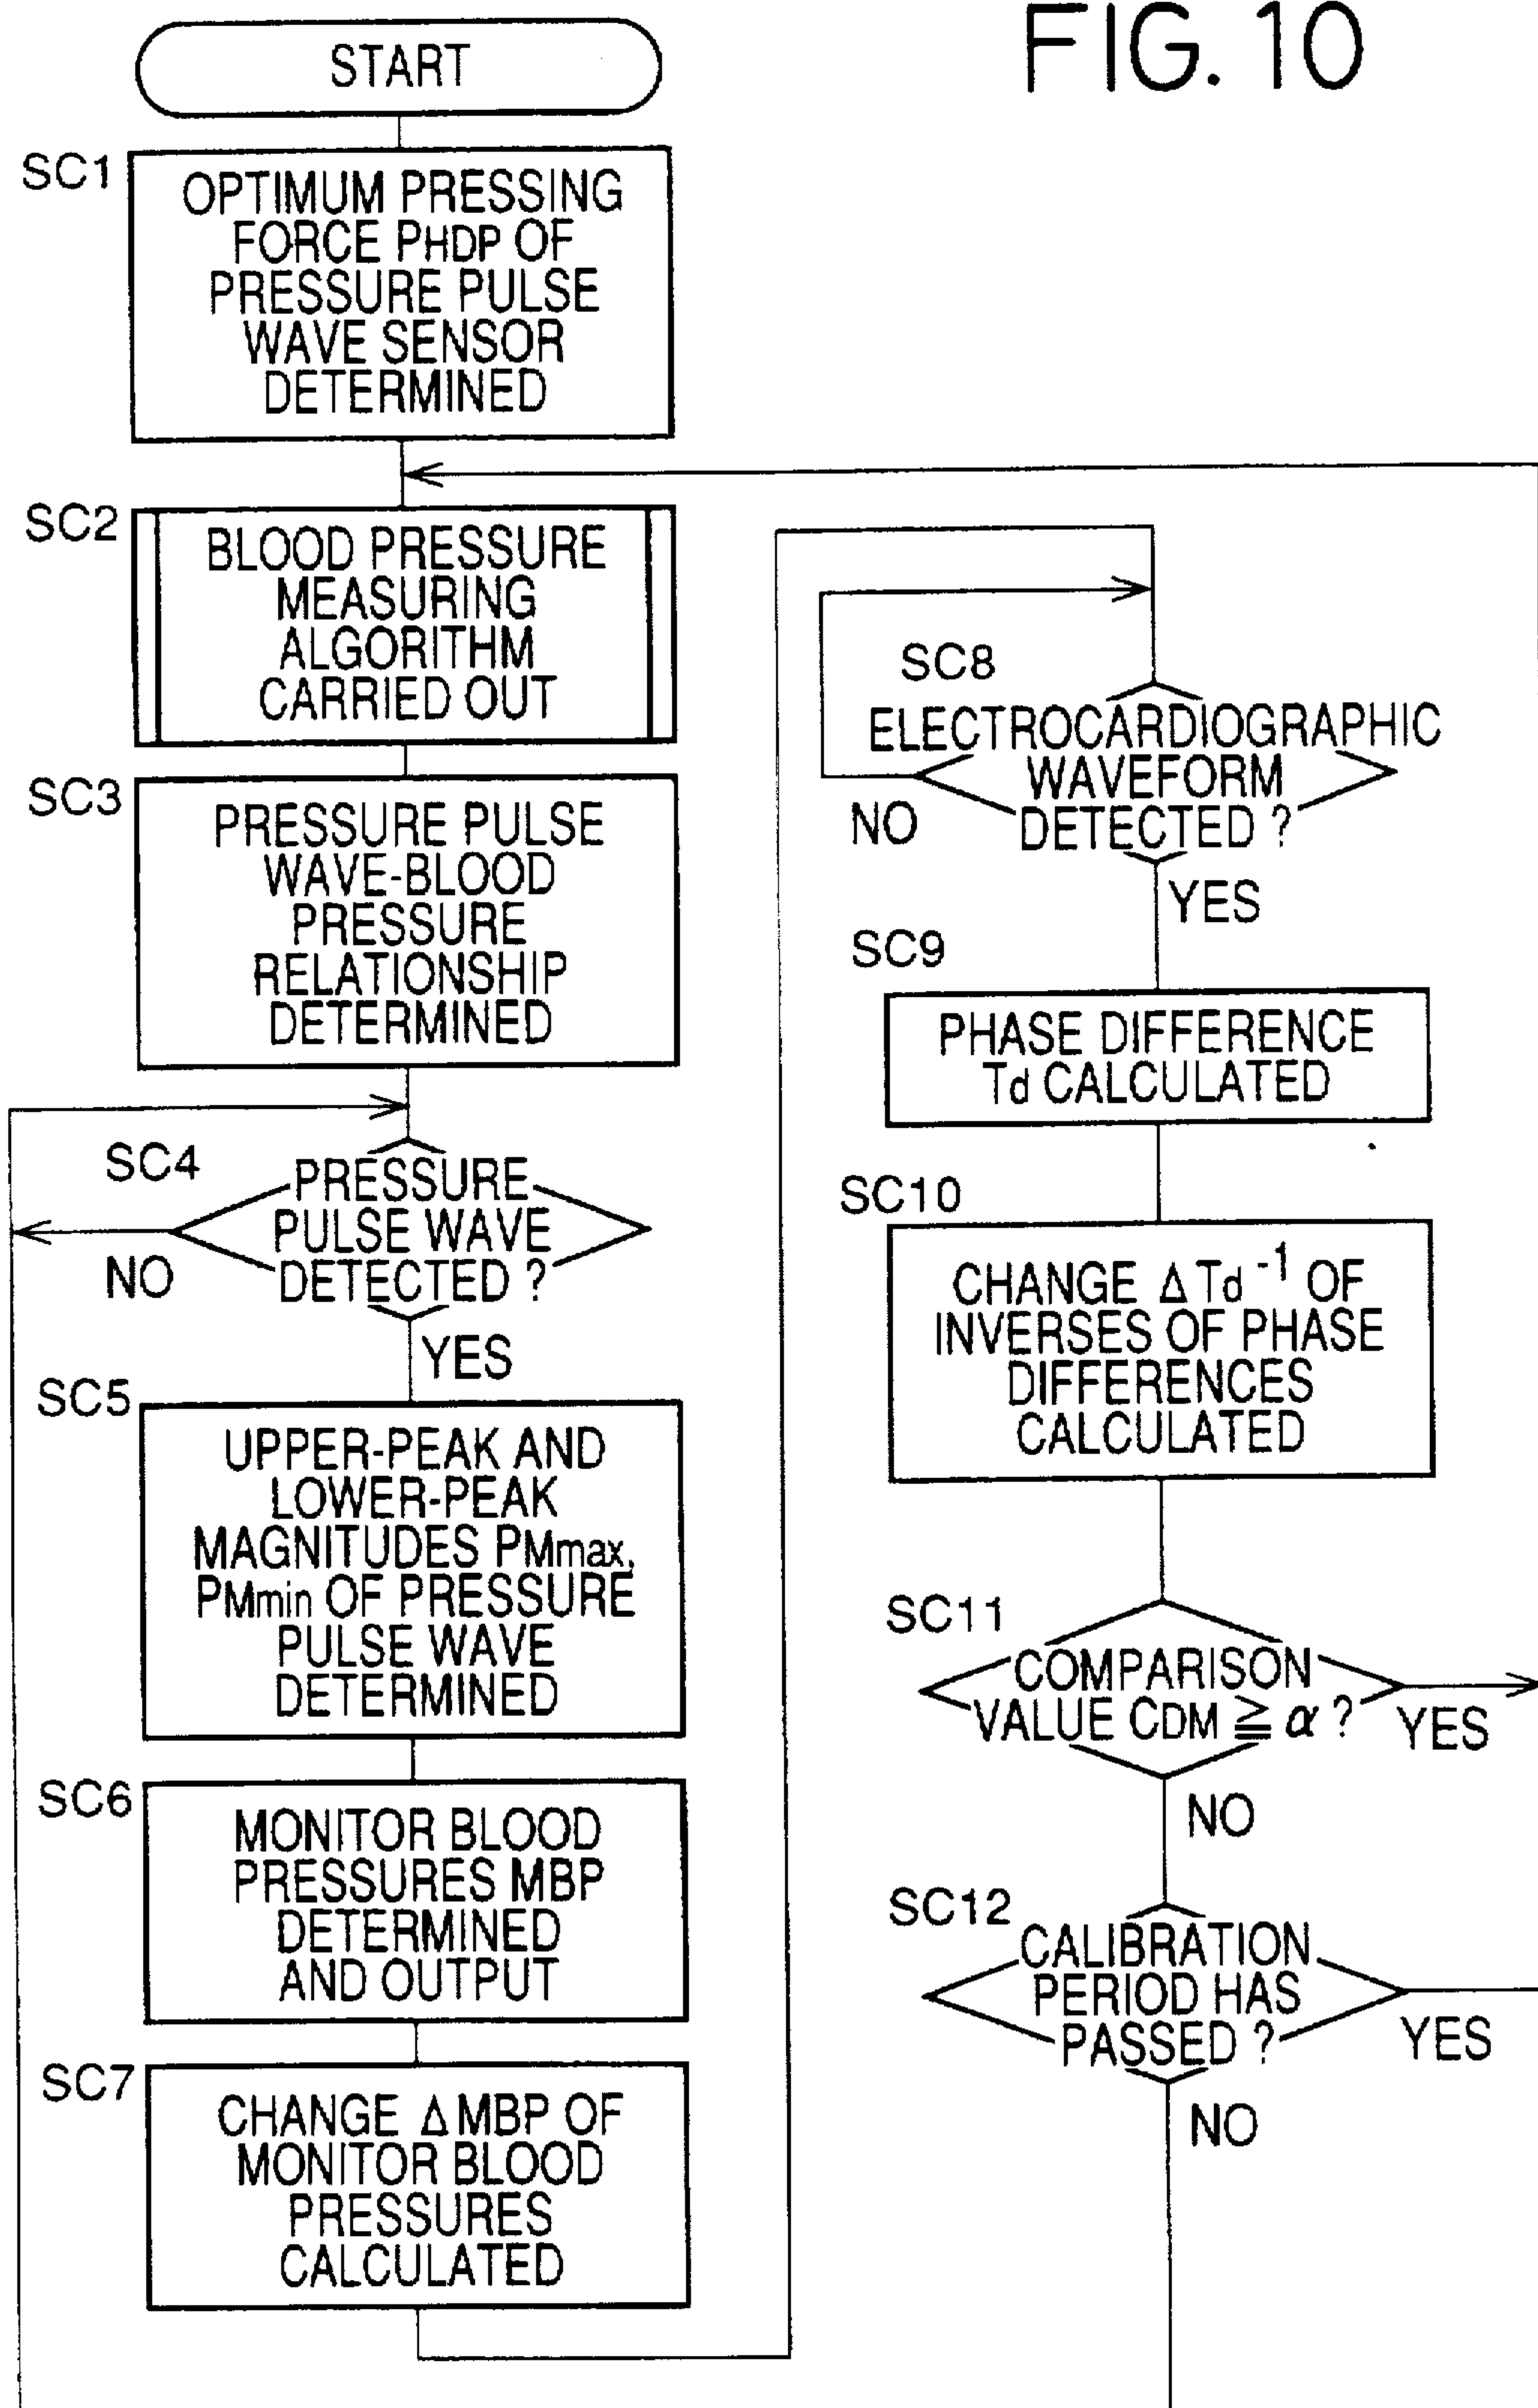 FIG. 10
START
SC1
OPTIMUM PRESSING
FORCE PHDP OF
PRESSURE PULSE
WAVE SENSOR
DETERMINED
SC2
BLOOD PRESSURE
MEASURING
ALGORITHM
CARRIED OUT
SC3
PRESSURE PULSE
WAVE-BLOOD
PRESSURE
RELATIONSHIP
DETERMINED
SC4
PRESSURE
PULSE WAVE
DETECTED ?
NO
YES
SC5
UPPER-PEAK AND
LOWER-PEAK
MAGNITUDES PMmax,
PMmin OF PRESSURE
PULSE WAVE
DETERMINED
SC6
MONITOR BLOOD
PRESSURES MBP
DETERMINED
AND OUTPUT
SC7
CHANGE Δ MBP OF
MONITOR BLOOD
PRESSURES
CALCULATED
SC8
ELECTROCARDIOGRAPHIC
WAVEFORM
DETECTED ?
NO
YES
SC9
PHASE DIFFERENCE
Td CALCULATED
SC10
CHANGE Δ Td⁻¹ OF
INVERSES OF PHASE
DIFFERENCES
CALCULATED
SC11
COMPARISON
VALUE CDM ≧ α ?
YES
NO
SC12
CALIBRATION
PERIOD HAS
PASSED ?
YES
NO